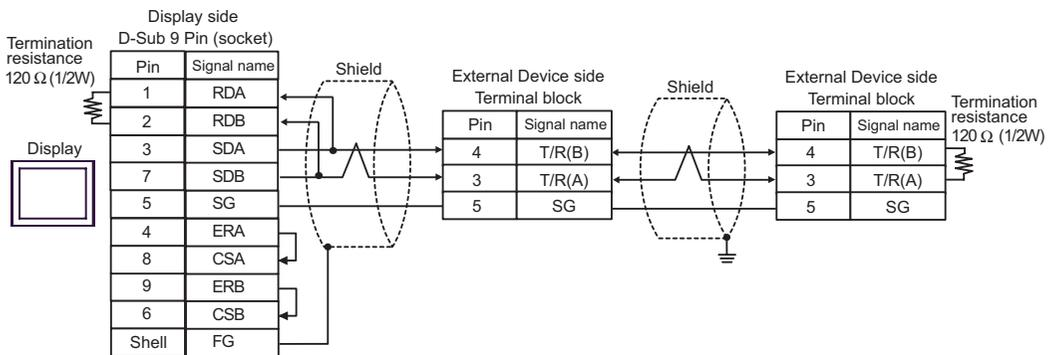 Display side
D-Sub 9 Pin (socket)
Termination
resistance
120 Ω (1/2W)
Display
Pin Signal name
1 RDA
2 RDB
3 SDA
7 SDB
5 SG
4 ERA
8 CSA
9 ERB
6 CSB
Shell FG
Shield
External Device side
Terminal block
Pin Signal name
4 T/R(B)
3 T/R(A)
5 SG
Shield
External Device side
Terminal block
Pin Signal name
4 T/R(B)
3 T/R(A)
5 SG
Termination
resistance
120 Ω (1/2W)